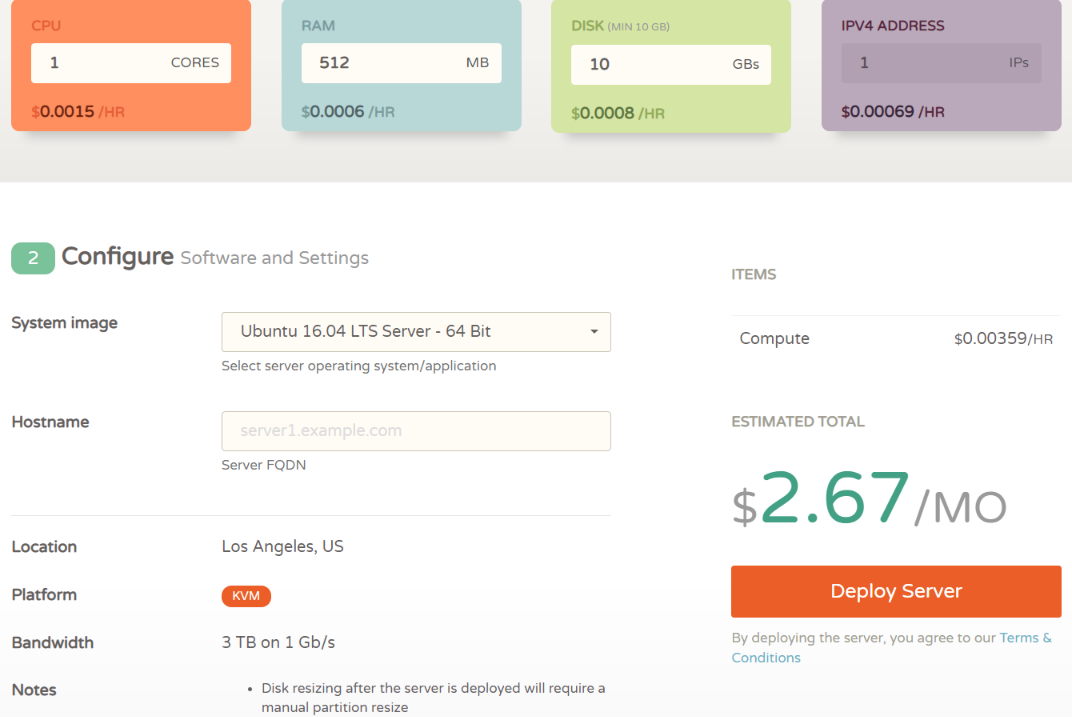 CPU
1 CORES
$0.0015 /HR
RAM
512 MB
$0.0006 /HR
DISK (MIN 10 GB)
10 GBs
$0.0008 /HR
IPV4 ADDRESS
1 IPs
$0.00069 /HR
2 Configure Software and Settings
System image
Ubuntu 16.04 LTS Server - 64 Bit
Select server operating system/application
Hostname
server1.example.com
Server FQDN
Location Los Angeles, US
Platform KVM
Bandwidth 3 TB on 1 Gb/s
Notes
• Disk resizing after the server is deployed will require a
manual partition resize
ITEMS
Compute $0.00359/HR
ESTIMATED TOTAL
$2.67/MO
Deploy Server
By deploying the server, you agree to our Terms &
Conditions